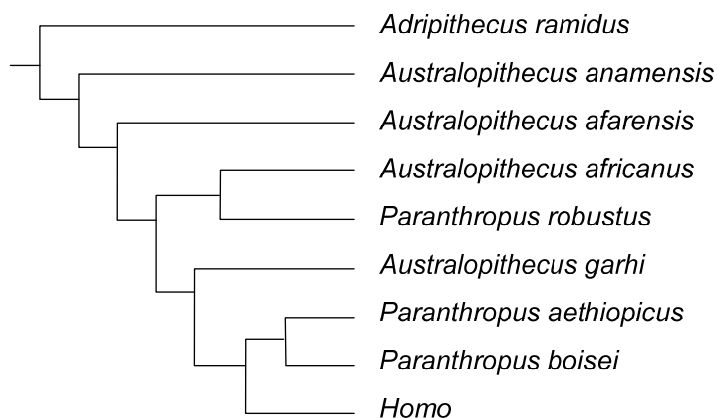 Adripithecus ramidus
Australopithecus anamensis
Australopithecus afarensis
Australopithecus africanus
Paranthropus robustus
Australopithecus garhi
Paranthropus aethiopicus
Paranthropus boisei
Homo